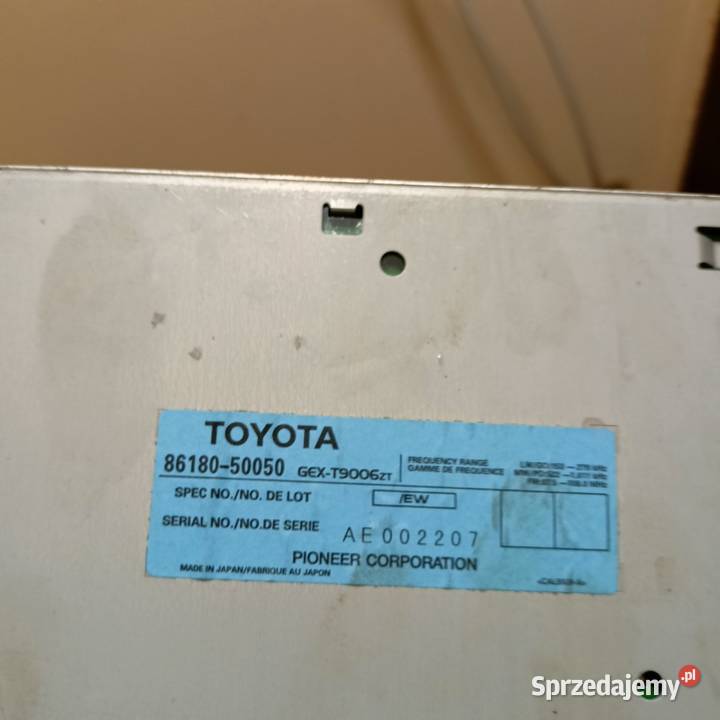 TOYOTA
86180-50050 GEX-T9006ZT
FREQUENCY RANGE
GAMME DE FREQUENCE
SPEC NO./NO. DE LOT /EW
SERIAL NO./NO.DE SERIE AE002207
PIONEER CORPORATION
MADE IN JAPAN/FABRIQUE AU JAPON
Sprzedajemy.pl